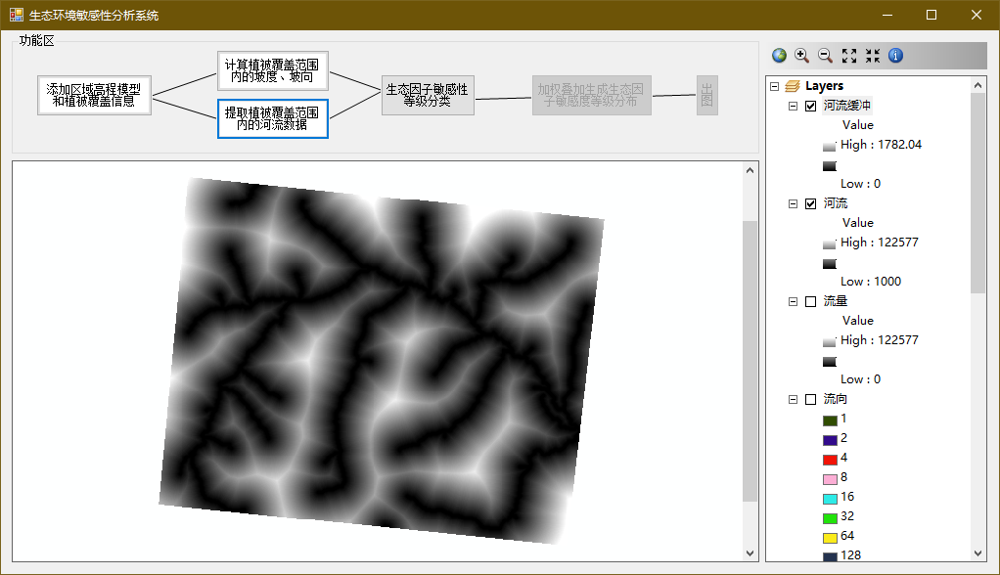 生态环境敏感性分析系统
功能区
添加区域高程模型
和植被覆盖信息
计算植被覆盖范围
内的坡度、坡向
提取植被覆盖范围
内的河流数据
生态因子敏感性
等级分类
加权叠加生成生态因
子敏感度等级分布
出
图
Layers
河流缓冲
Value
High : 1782.04
Low : 0
河流
Value
High : 122577
Low : 1000
流量
Value
High : 122577
Low : 0
流向
1
2
4
8
16
32
64
128